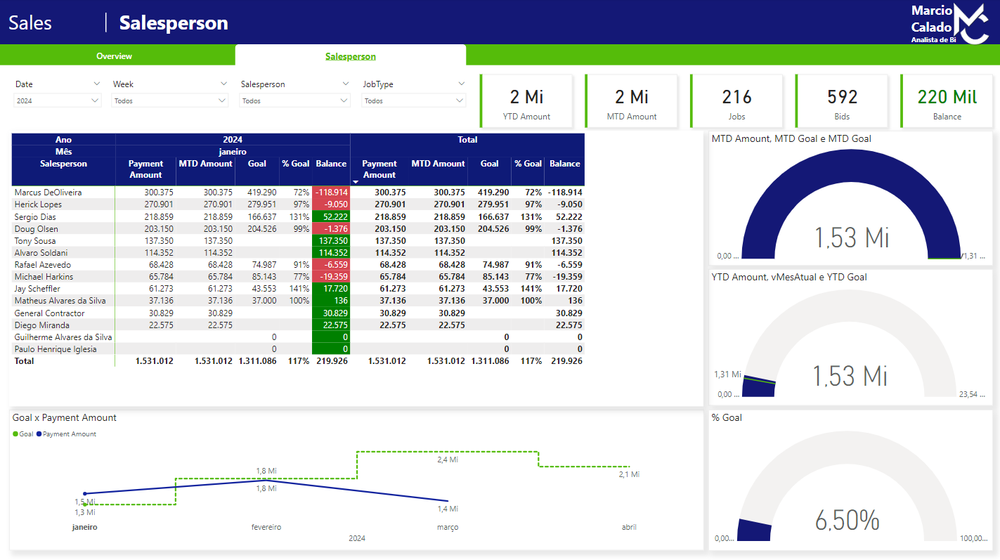 Sales
Salesperson
Marcio
Calado
Analista de Bi
Overview
Salesperson
Date
Week
Salesperson
JobType
2024
Todos
Todos
Todos
2 Mi
YTD Amount
2 Mi
MTD Amount
216
Jobs
592
Bids
220 Mil
Balance
Ano 2024 Total
Mês janeiro
Salesperson Payment Amount MTD Amount Goal % Goal Balance Payment Amount MTD Amount Goal % Goal Balance
Marcus DeOliveira 300.375 300.375 419.290 72% -118.914 300.375 300.375 419.290 72% -118.914
Herick Lopes 270.901 270.901 279.951 97% -9.050 270.901 270.901 279.951 97% -9.050
Sergio Dias 218.859 218.859 166.637 131% 52.222 218.859 218.859 166.637 131% 52.222
Doug Olsen 203.150 203.150 204.526 99% -1.376 203.150 203.150 204.526 99% -1.376
Tony Sousa 137.350 137.350 137.350 137.350 137.350 137.350
Alvaro Soldani 114.352 114.352 114.352 114.352 114.352 114.352
Rafael Azevedo 68.428 68.428 74.987 91% -6.559 68.428 68.428 74.987 91% -6.559
Michael Harkins 65.784 65.784 85.143 77% -19.359 65.784 65.784 85.143 77% -19.359
Jay Scheffler 61.273 61.273 43.553 141% 17.720 61.273 61.273 43.553 141% 17.720
Matheus Alvares da Silva 37.136 37.136 37.000 100% 136 37.136 37.136 37.000 100% 136
General Contractor 30.829 30.829 30.829 30.829 30.829 30.829
Diego Miranda 22.575 22.575 22.575 22.575 22.575 22.575
Guilherme Alvares da Silva 0 0 0 0
Paulo Henrique Iglesia 0 0 0 0
Total 1.531.012 1.531.012 1.311.086 117% 219.926 1.531.012 1.531.012 1.311.086 117% 219.926
MTD Amount, MTD Goal e MTD Goal
1,53 Mi
0,00 ...
1,31 ...
YTD Amount, vMesAtual e YTD Goal
1,31 Mi
1,53 Mi
0,00 ...
23,54 ...
Goal x Payment Amount
Goal
Payment Amount
1,5 Mi
1,3 Mi
1,8 Mi
1,8 Mi
2,4 Mi
1,4 Mi
2,1 Mi
janeiro
fevereiro
março
abril
2024
% Goal
6,50%
0,00...
100,00...